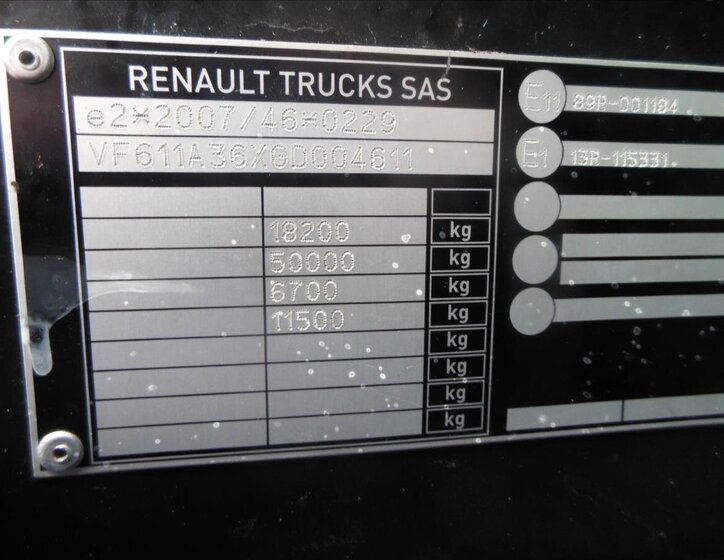 RENAULT TRUCKS SAS
e2*2007/46*0229
VF611A36XGD004611
18200 kg
50000 kg
6700 kg
11500 kg
kg
kg
kg
kg
E11 89R-001184
E1 13R-115331